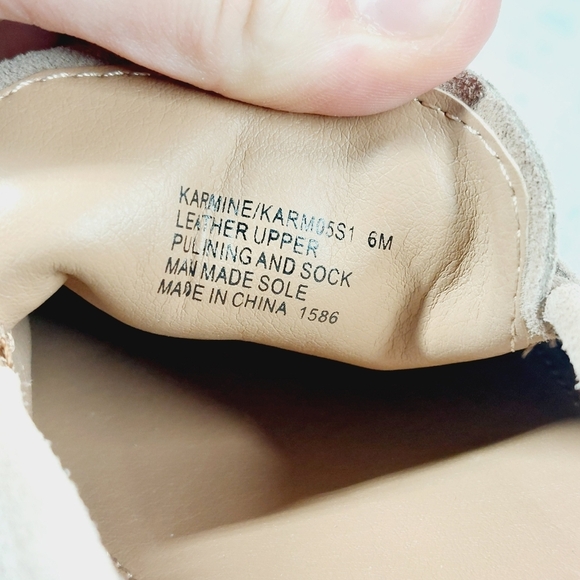 KARMINE/KARM05S1 6M
LEATHER UPPER
PU LINING AND SOCK
MAN MADE SOLE
MADE IN CHINA 1586